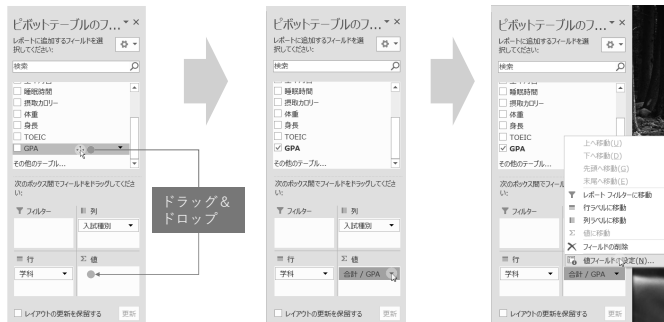 ピボットテーブルのフ...
レポートに追加するフィールドを選
択してください:
検索
睡眠時間
摂取カロリー
体重
身長
TOEIC
GPA
その他のテーブル...
次のボックス間でフィールドをドラッグしてくださ
い:
フィルター
列
入試種別
行
Σ 値
学科
レイアウトの更新を保留する
更新
ドラッグ&
ドロップ
ピボットテーブルのフ...
レポートに追加するフィールドを選
択してください:
検索
睡眠時間
摂取カロリー
体重
身長
TOEIC
GPA
その他のテーブル...
次のボックス間でフィールドをドラッグしてくださ
い:
フィルター
列
入試種別
行
Σ 値
学科
合計 / GPA
レイアウトの更新を保留する
更新
ピボットテーブルのフ...
レポートに追加するフィールドを選
択してください:
検索
睡眠時間
摂取カロリー
体重
身長
TOEIC
GPA
その他のテーブル...
次のボックス間でフィール
い:
フィルター
行
学科
合計 / GPA
レイアウトの更新を保留する
更新
上へ移動(U)
下へ移動(D)
先頭へ移動(G)
末尾へ移動(E)
レポート フィルターに移動
行ラベルに移動
列ラベルに移動
Σ 値に移動
フィールドの削除
値フィールドの設定(N)...